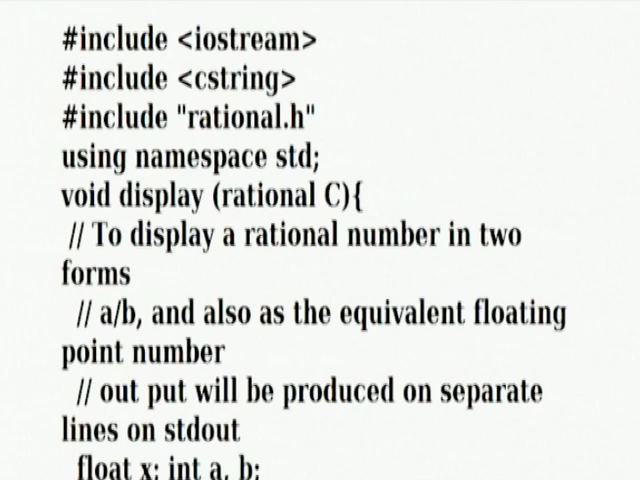 #include <iostream>
#include <cstring>
#include "rational.h"
using namespace std;
void display (rational C){
// To display a rational number in two
forms
// a/b, and also as the equivalent floating
point number
// out put will be produced on separate
lines on stdout
float x; int a, b;